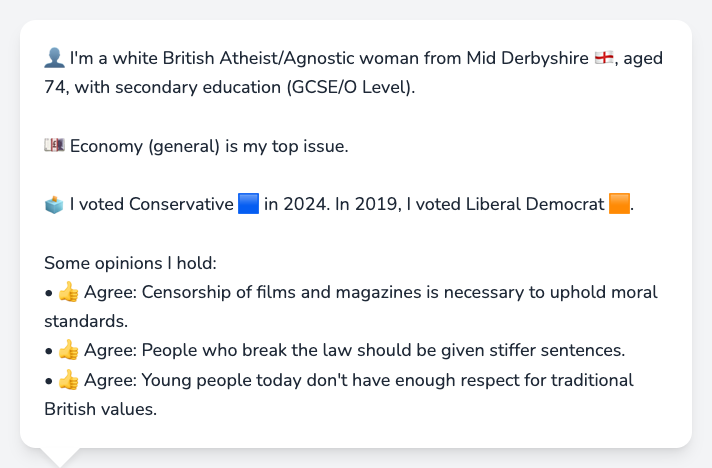 👤 I'm a white British Atheist/Agnostic woman from Mid Derbyshire 🏴󠁧󠁢󠁥󠁮󠁧󠁿, aged
74, with secondary education (GCSE/O Level).
💷 Economy (general) is my top issue.
🗳️ I voted Conservative 🟦 in 2024. In 2019, I voted Liberal Democrat 🟧.
Some opinions I hold:
• 👍 Agree: Censorship of films and magazines is necessary to uphold moral
standards.
• 👍 Agree: People who break the law should be given stiffer sentences.
• 👍 Agree: Young people today don't have enough respect for traditional
British values.